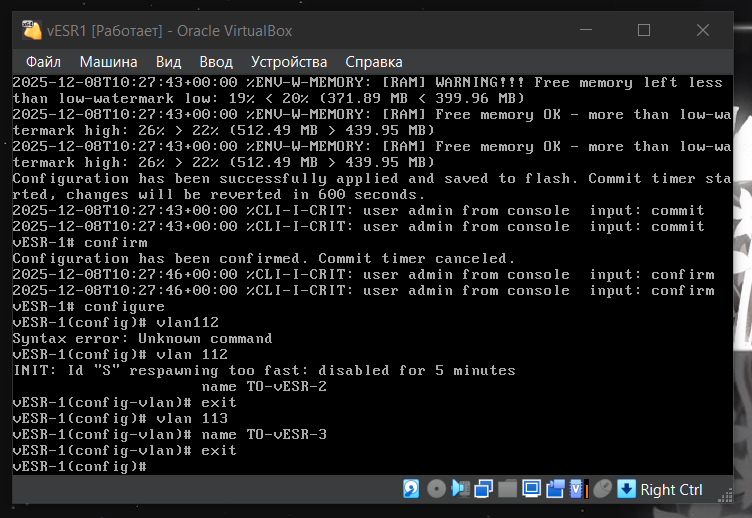 vESR1 [Работает] - Oracle VirtualBox
Файл Машина Вид Ввод Устройства Справка
2025-12-08T10:27:43+00:00 %ENV-W-MEMORY: [RAM] WARNING!!! Free memory left less
than low-watermark low: 19% < 20% (371.89 MB < 399.96 MB)
2025-12-08T10:27:43+00:00 %ENV-W-MEMORY: [RAM] Free memory OK - more than low-wa
termark high: 26% > 22% (512.49 MB > 439.95 MB)
2025-12-08T10:27:43+00:00 %ENV-W-MEMORY: [RAM] Free memory OK - more than low-wa
termark high: 26% > 22% (512.49 MB > 439.95 MB)
Configuration has been successfully applied and saved to flash. Commit timer sta
rted, changes will be reverted in 600 seconds.
2025-12-08T10:27:43+00:00 %CLI-I-CRIT: user admin from console  input: commit
2025-12-08T10:27:43+00:00 %CLI-I-CRIT: user admin from console  input: commit
vESR-1# confirm
Configuration has been confirmed. Commit timer canceled.
2025-12-08T10:27:46+00:00 %CLI-I-CRIT: user admin from console  input: confirm
2025-12-08T10:27:46+00:00 %CLI-I-CRIT: user admin from console  input: confirm
vESR-1# configure
vESR-1(config)# vlan112
Syntax error: Unknown command
vESR-1(config)# vlan 112
INIT: Id "S" respawning too fast: disabled for 5 minutes
name TO-vESR-2
vESR-1(config-vlan)# exit
vESR-1(config)# vlan 113
vESR-1(config-vlan)# name TO-vESR-3
vESR-1(config-vlan)# exit
vESR-1(config)#
Right Ctrl